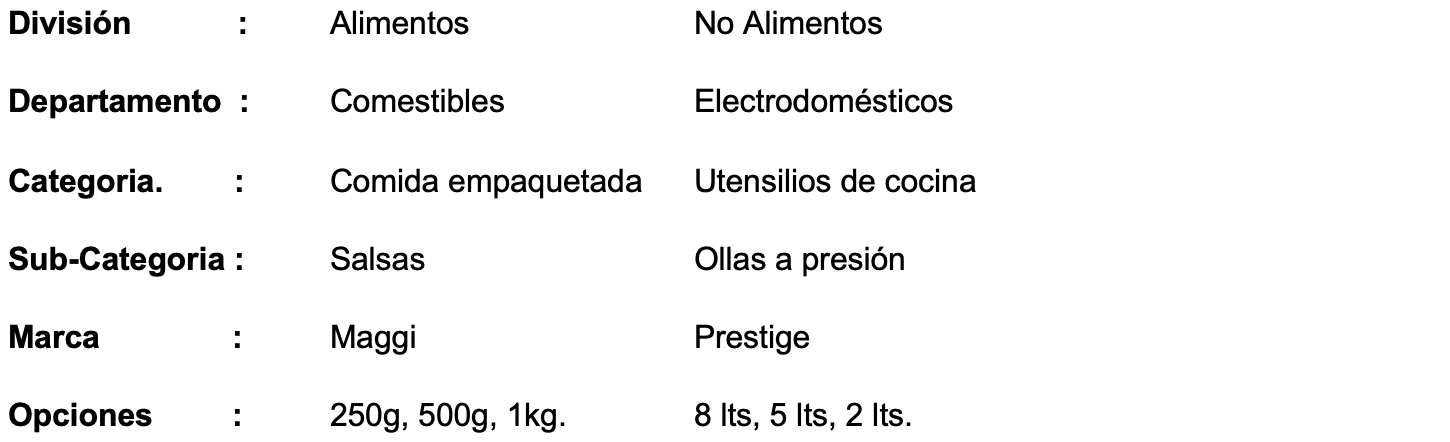 División : Alimentos No Alimentos
Departamento : Comestibles Electrodomésticos
Categoria. : Comida empaquetada Utensilios de cocina
Sub-Categoria : Salsas Ollas a presión
Marca : Maggi Prestige
Opciones : 250g, 500g, 1kg. 8 lts, 5 lts, 2 lts.